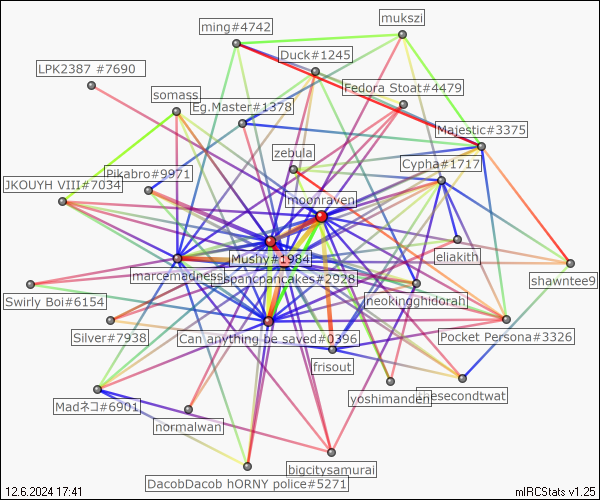 mukszi
ming#4742
Duck#1245
LPK2387 #7690
Fedora Stoat#4479
somass
Eg.Master#1378
Majestic#3375
zebula
Cypha#1717
Pikabro#9971
JKOUYH VIII#7034
moonraven
Mushy#1984
eliakith
marcemadness
spancpancakes#2928
shawntee9
neokingghidorah
Swirly Boi#6154
Silver#7938
Can anything be saved#0396
Pocket Persona#3326
frisout
yoshimanden
thesecondtwat
Madネコ#6901
normalwan
bigcitysamurai
DacobDacob hORNY police#5271
12.6.2024 17:41
mIRCStats v1.25